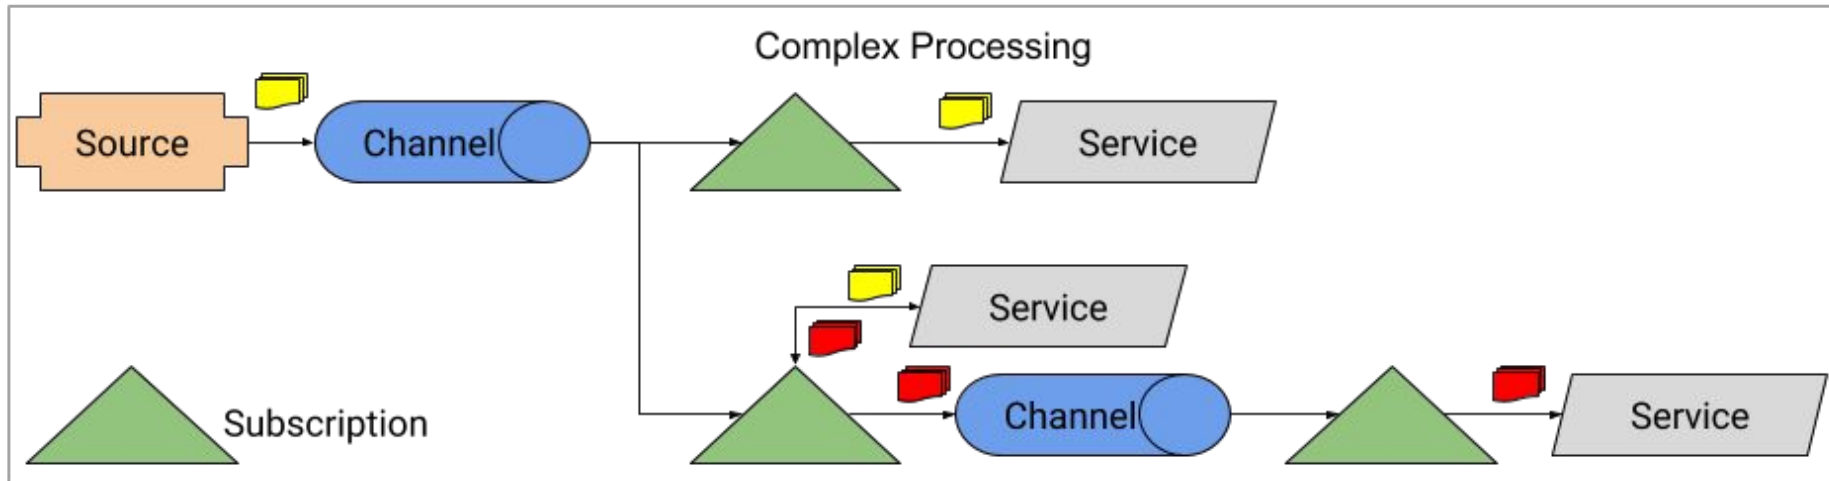 Complex Processing
Source
Channel
Service
Service
Subscription
Channel
Service